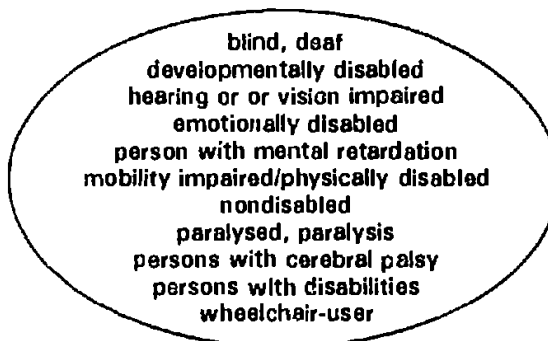 blind, deaf
developmentally disabled
hearing or or vision impaired
emotionally disabled
person with mental retardation
mobility impaired/physically disabled
nondisabled
paralysed, paralysis
persons with cerebral palsy
persons with disabilities
wheelchair-user